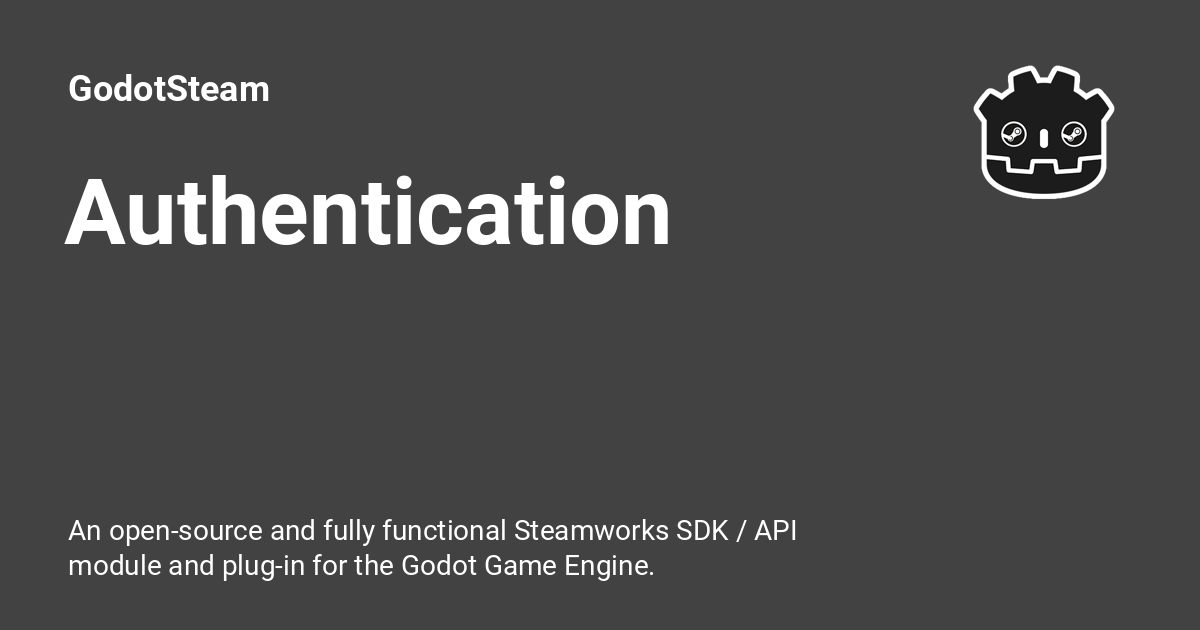 GodotSteam
Authentication
An open-source and fully functional Steamworks SDK / API
module and plug-in for the Godot Game Engine.